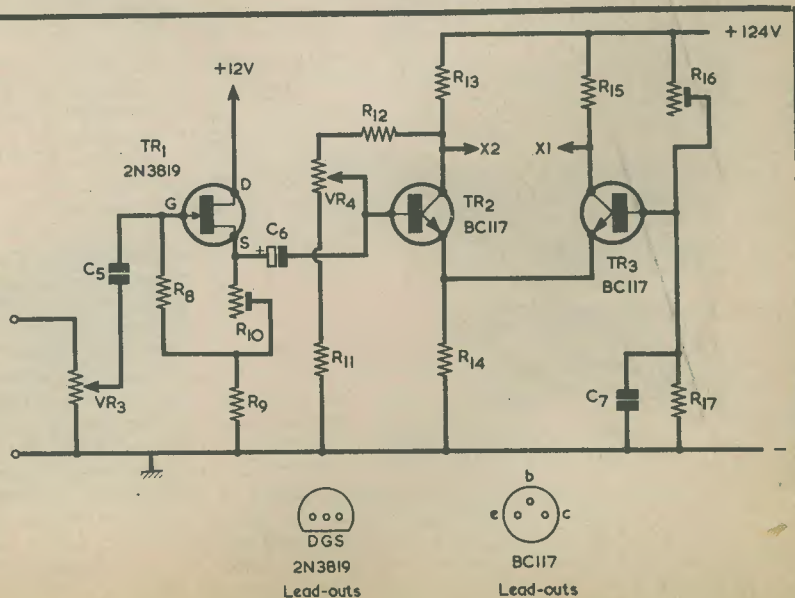 +124V
+12V
R13
R15
R16
R12
TR1
2N3819
D
G
S
X2
X1
VR4
TR2
BC117
TR3
BC117
C5
C6
R8
R10
R11
R14
VR3
R9
C7
R17
-
b
e
c
DGS
2N3819
Lead-outs
BC117
Lead-outs